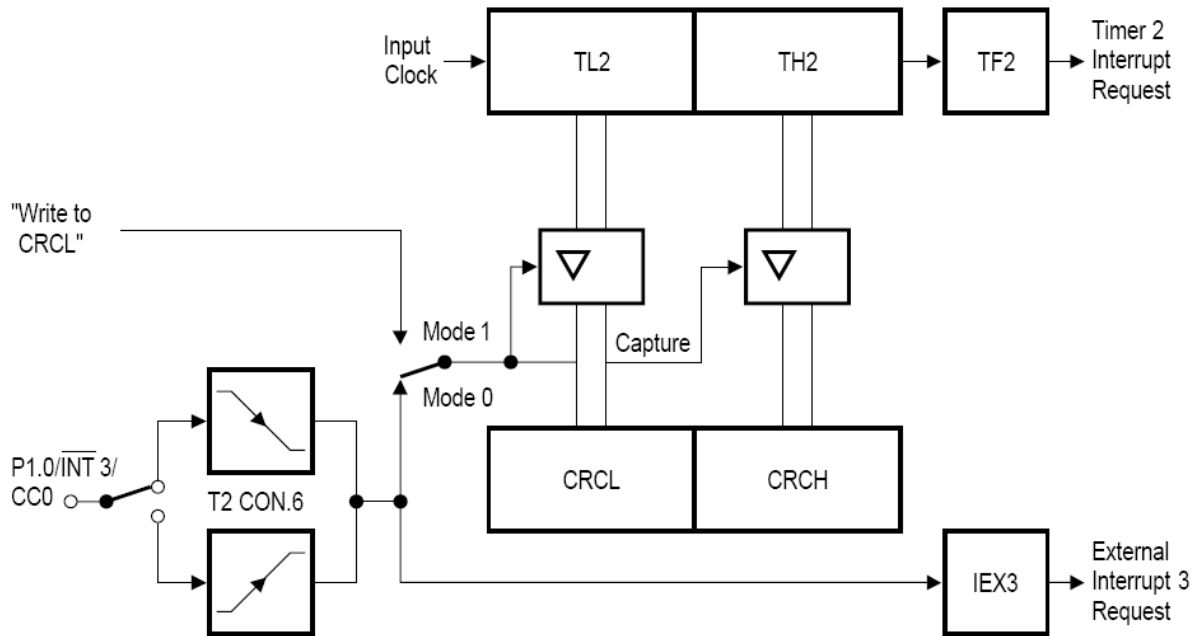 Input
Clock
TL2
TH2
TF2
Timer 2
Interrupt
Request
"Write to
CRCL"
Mode 1
Capture
Mode 0
P1.0/INT 3/
CC0
T2 CON.6
CRCL
CRCH
IEX3
External
Interrupt 3
Request